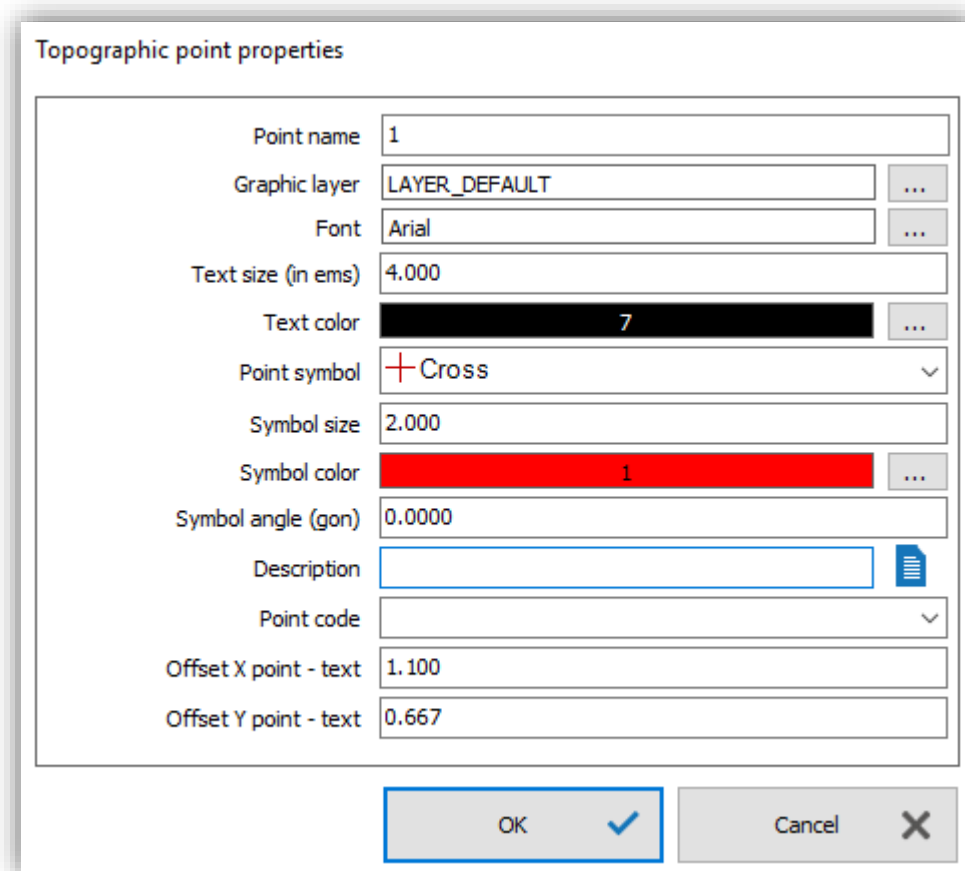 Topographic point properties
Point name 1
Graphic layer LAYER_DEFAULT ...
Font Arial ...
Text size (in ems) 4.000
Text color 7 ...
Point symbol Cross
Symbol size 2.000
Symbol color 1 ...
Symbol angle (gon) 0.0000
Description
Point code
Offset X point - text 1.100
Offset Y point - text 0.667
OK Cancel